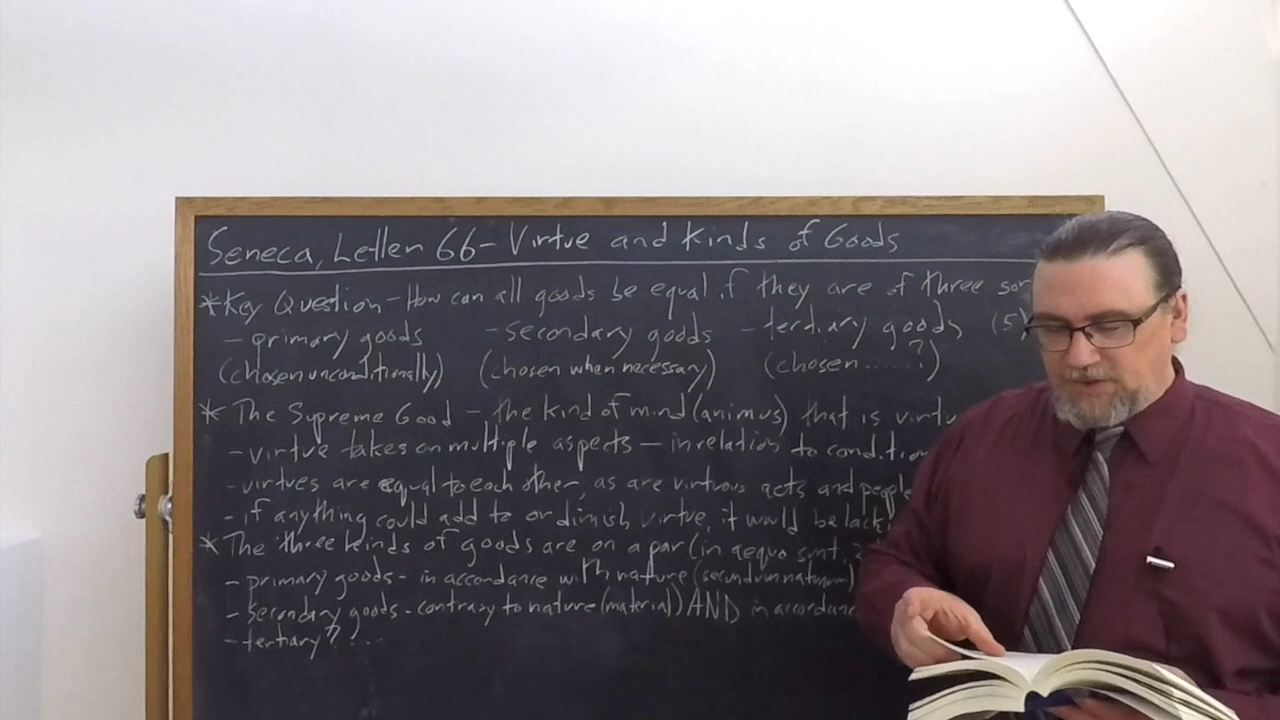 Seneca, Letter 66 - Virtue and Kinds of Goods
* Key Question - How can all goods be equal if they are of three sor
- primary goods - secondary goods - tertiary goods (5)
(chosen unconditionally) (chosen when necessary) (chosen ......?)
* The Supreme Good - the kind of mind (animus) that is virtu
- virtue takes on multiple aspects - in relation to conditio
- virtues are equal to each other, as are virtuous acts and people
- if anything could add to or dimish virtue, it would be lack
* The three kinds of goods are on a par (in aequo sunt,
- primary goods - in accordance with nature (secundum naturam)
- secondary goods - contrary to nature (material) AND in accordance
- tertiary? ? ...